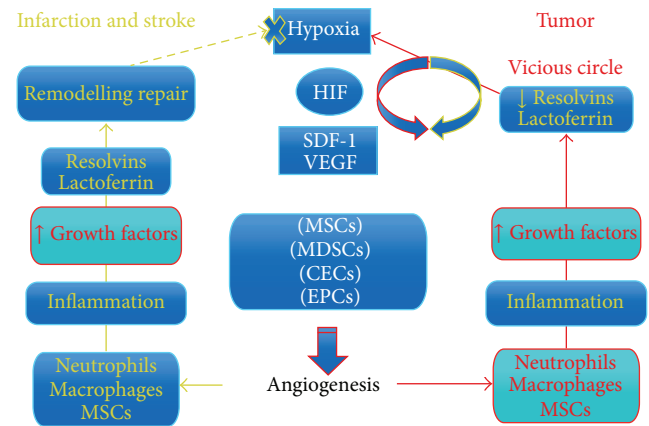 Infarction and stroke
Hypoxia
Tumor
Vicious circle
Remodelling repair
HIF
↓ Resolvins
Lactoferrin
SDF-1
VEGF
Resolvins
Lactoferrin
↑ Growth factors
(MSCs)
(MDSCs)
(CECs)
(EPCs)
↑ Growth factors
Inflammation
Inflammation
Neutrophils
Macrophages
MSCs
Angiogenesis
Neutrophils
Macrophages
MSCs